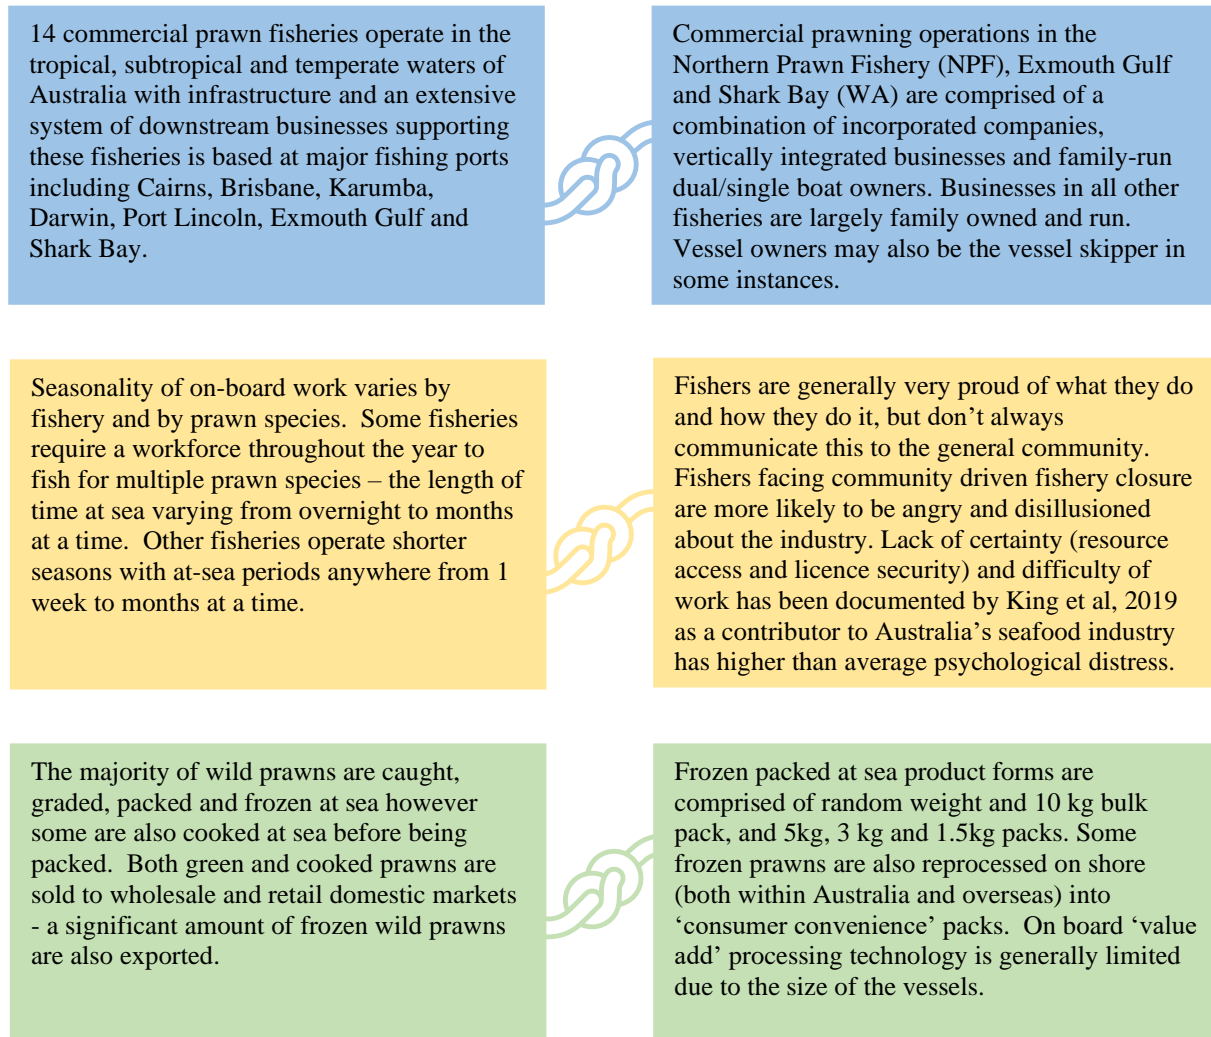 14 commercial prawn fisheries operate in the
tropical, subtropical and temperate waters of
Australia with infrastructure and an extensive
system of downstream businesses supporting
these fisheries is based at major fishing ports
including Cairns, Brisbane, Karumba,
Darwin, Port Lincoln, Exmouth Gulf and
Shark Bay.
Commercial prawning operations in the
Northern Prawn Fishery (NPF), Exmouth Gulf
and Shark Bay (WA) are comprised of a
combination of incorporated companies,
vertically integrated businesses and family-run
dual/single boat owners. Businesses in all other
fisheries are largely family owned and run.
Vessel owners may also be the vessel skipper in
some instances.
Seasonality of on-board work varies by
fishery and by prawn species.  Some fisheries
require a workforce throughout the year to
fish for multiple prawn species – the length of
time at sea varying from overnight to months
at a time.  Other fisheries operate shorter
seasons with at-sea periods anywhere from 1
week to months at a time.
Fishers are generally very proud of what they do
and how they do it, but don’t always
communicate this to the general community.
Fishers facing community driven fishery closure
are more likely to be angry and disillusioned
about the industry. Lack of certainty (resource
access and licence security) and difficulty of
work has been documented by King et al, 2019
as a contributor to Australia’s seafood industry
has higher than average psychological distress.
The majority of wild prawns are caught,
graded, packed and frozen at sea however
some are also cooked at sea before being
packed.  Both green and cooked prawns are
sold to wholesale and retail domestic markets
- a significant amount of frozen wild prawns
are also exported.
Frozen packed at sea product forms are
comprised of random weight and 10 kg bulk
pack, and 5kg, 3 kg and 1.5kg packs. Some
frozen prawns are also reprocessed on shore
(both within Australia and overseas) into
‘consumer convenience’ packs.  On board ‘value
add’ processing technology is generally limited
due to the size of the vessels.